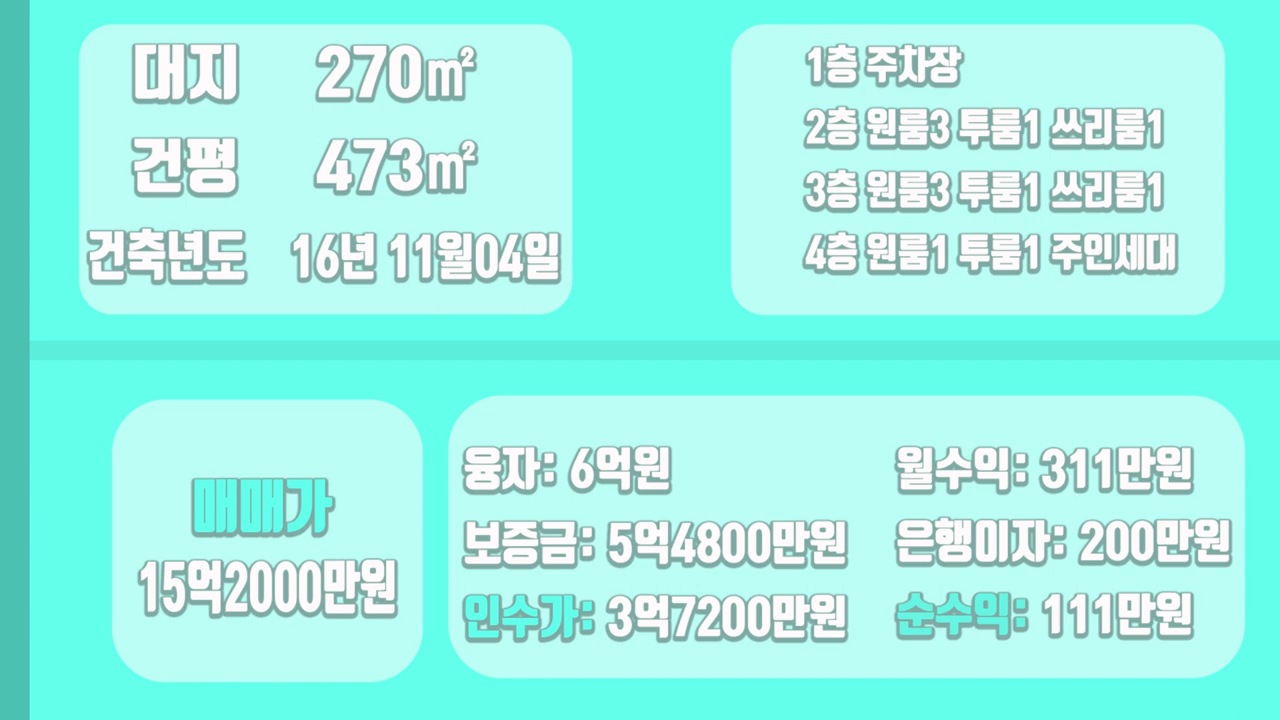 대지 270㎡
건평 473㎡
건축년도 16년 11월04일
1층 주차장
2층 원룸3 투룸1 쓰리룸1
3층 원룸3 투룸1 쓰리룸1
4층 원룸1 투룸1 주인세대
매매가
15억2000만원
융자: 6억원
보증금: 5억4800만원
인수가: 3억7200만원
월수익: 311만원
은행이자: 200만원
순수익: 111만원